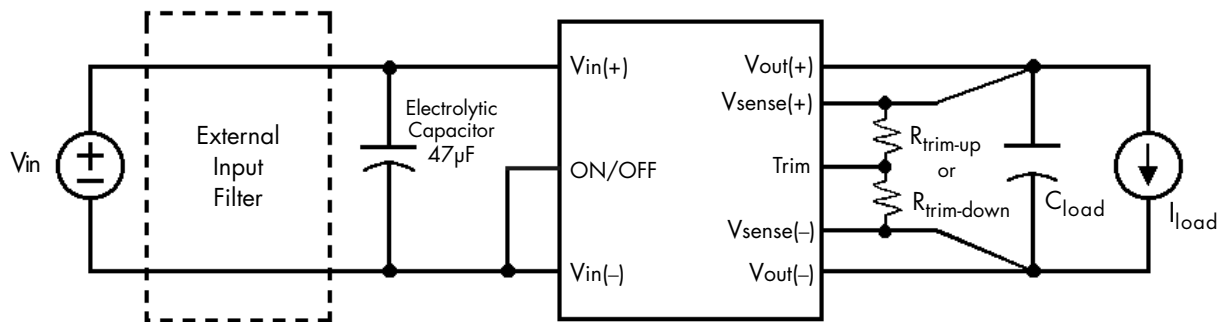 Vin
External
Input
Filter
Electrolytic
Capacitor
47µF
Vin(+)
ON/OFF
Vin(–)
Vout(+)
Vsense(+)
Trim
Vsense(–)
Vout(–)
Rtrim-up
or
Rtrim-down
Cload
Iload